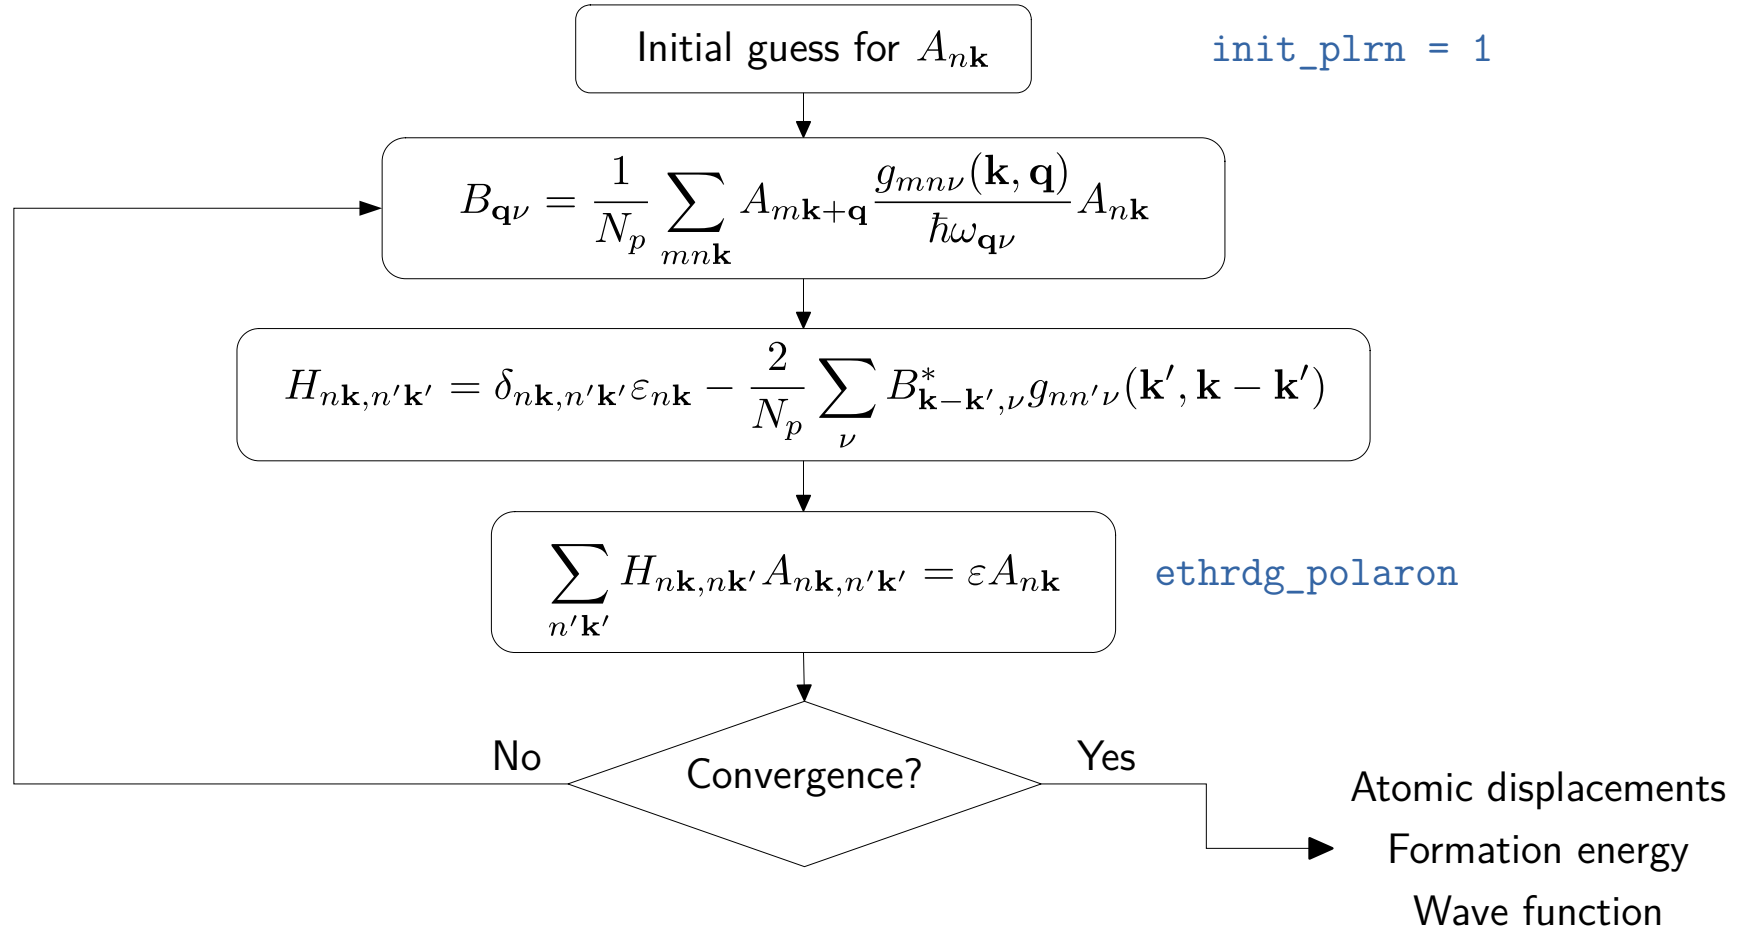 Initial guess for $A_{n\mathbf{k}}$
init_plrn = 1
$B_{\mathbf{q}\nu} = \frac{1}{N_p} \sum_{mn\mathbf{k}} A_{m\mathbf{k}+\mathbf{q}} \frac{g_{mn\nu}(\mathbf{k},\mathbf{q})}{\hbar\omega_{\mathbf{q}\nu}} A_{n\mathbf{k}}$
$H_{n\mathbf{k},n'\mathbf{k}'} = \delta_{n\mathbf{k},n'\mathbf{k}'} \varepsilon_{n\mathbf{k}} - \frac{2}{N_p} \sum_{\nu} B^*_{\mathbf{k}-\mathbf{k}',\nu} g_{nn'\nu}(\mathbf{k}',\mathbf{k}-\mathbf{k}')$
$\sum_{n'\mathbf{k}'} H_{n\mathbf{k},n\mathbf{k}'} A_{n\mathbf{k},n'\mathbf{k}'} = \varepsilon A_{n\mathbf{k}}$
ethrdg_polaron
No
Convergence?
Yes
Atomic displacements
Formation energy
Wave function